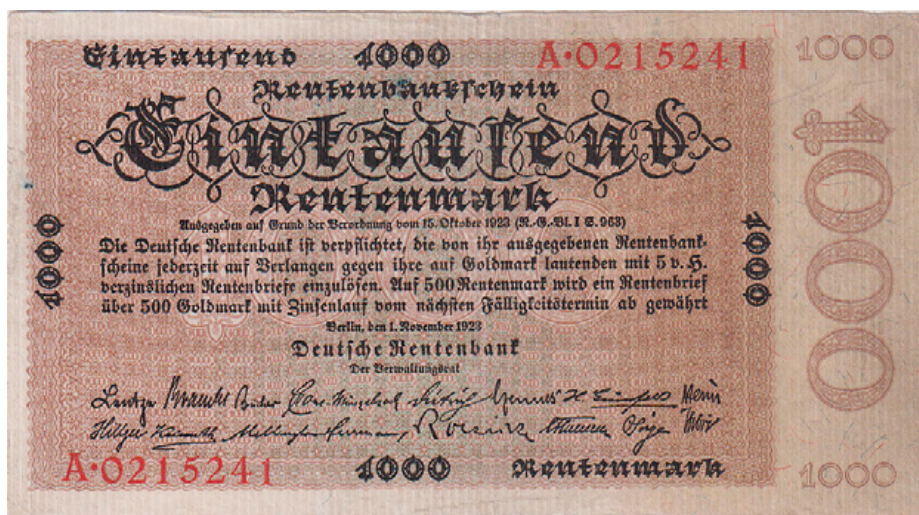 Eintausend 1000 A·0215241 1000
Rentenbankschein
Eintausend
Rentenmark
Ausgegeben auf Grund der Verordnung vom 15. Oktober 1923 (R.-G.-Bl. I S. 963)
Die Deutsche Rentenbank ist verpflichtet, die von ihr ausgegebenen Rentenbank-
scheine jederzeit auf Verlangen gegen ihre auf Goldmark lautenden mit 5 v. H.
verzinslichen Rentenbriefe einzulösen. Auf 500 Rentenmark wird ein Rentenbrief
über 500 Goldmark mit Zinsenlauf vom nächsten Fälligkeitstermin ab gewährt
Berlin, den 1. November 1923
Deutsche Rentenbank
Der Verwaltungsrat
1000
1000
1000
Lentze
A·0215241 1000 Rentenmark 1000